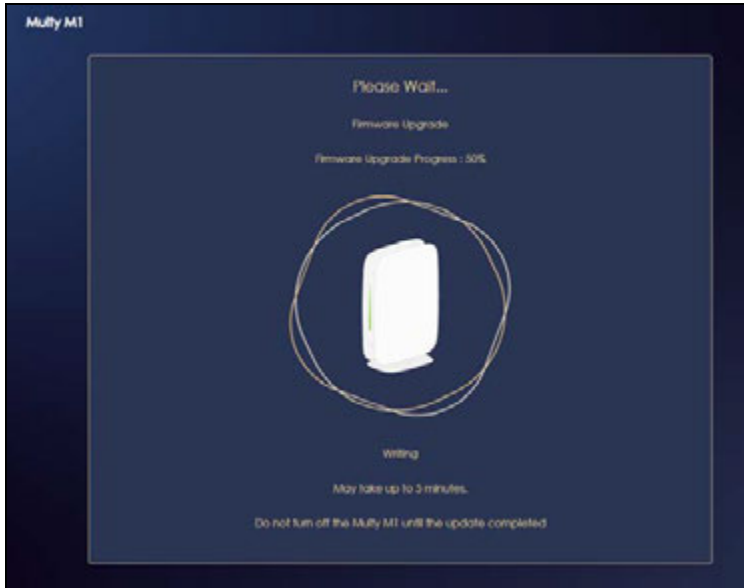 Multy M1
Please Wait...
Firmware Upgrade
Firmware Upgrade Progress : 50%
Writing
May take up to 5 minutes.
Do not turn off the Multy M1 until the update completed